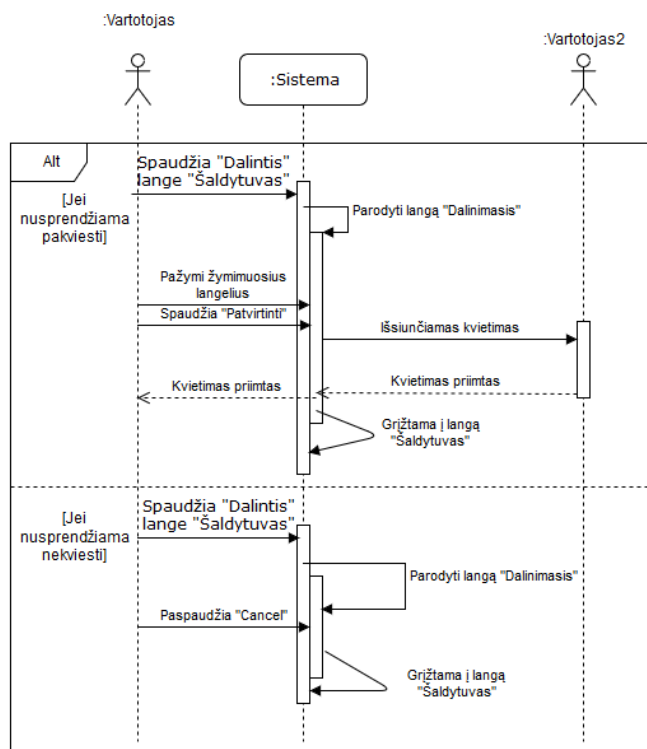 :Vartotojas
:Sistema
:Vartotojas2
Alt
Spaudžia "Dalintis"
lange "Šaldytuvas"
[Jei
nusprendžiama
pakviesti]
Parodyti langą "Dalinimasis"
Pažymi žymimuosius
langelius
Spaudžia "Patvirtinti"
Išsiunčiamas kvietimas
Kvietimas priimtas
Kvietimas priimtas
Grįžtama į langą
"Šaldytuvas"
Spaudžia "Dalintis"
lange "Šaldytuvas"
[Jei
nusprendžiama
nekviesti]
Parodyti langą "Dalinimasis"
Paspaudžia "Cancel"
Grįžtama į langą
"Šaldytuvas"